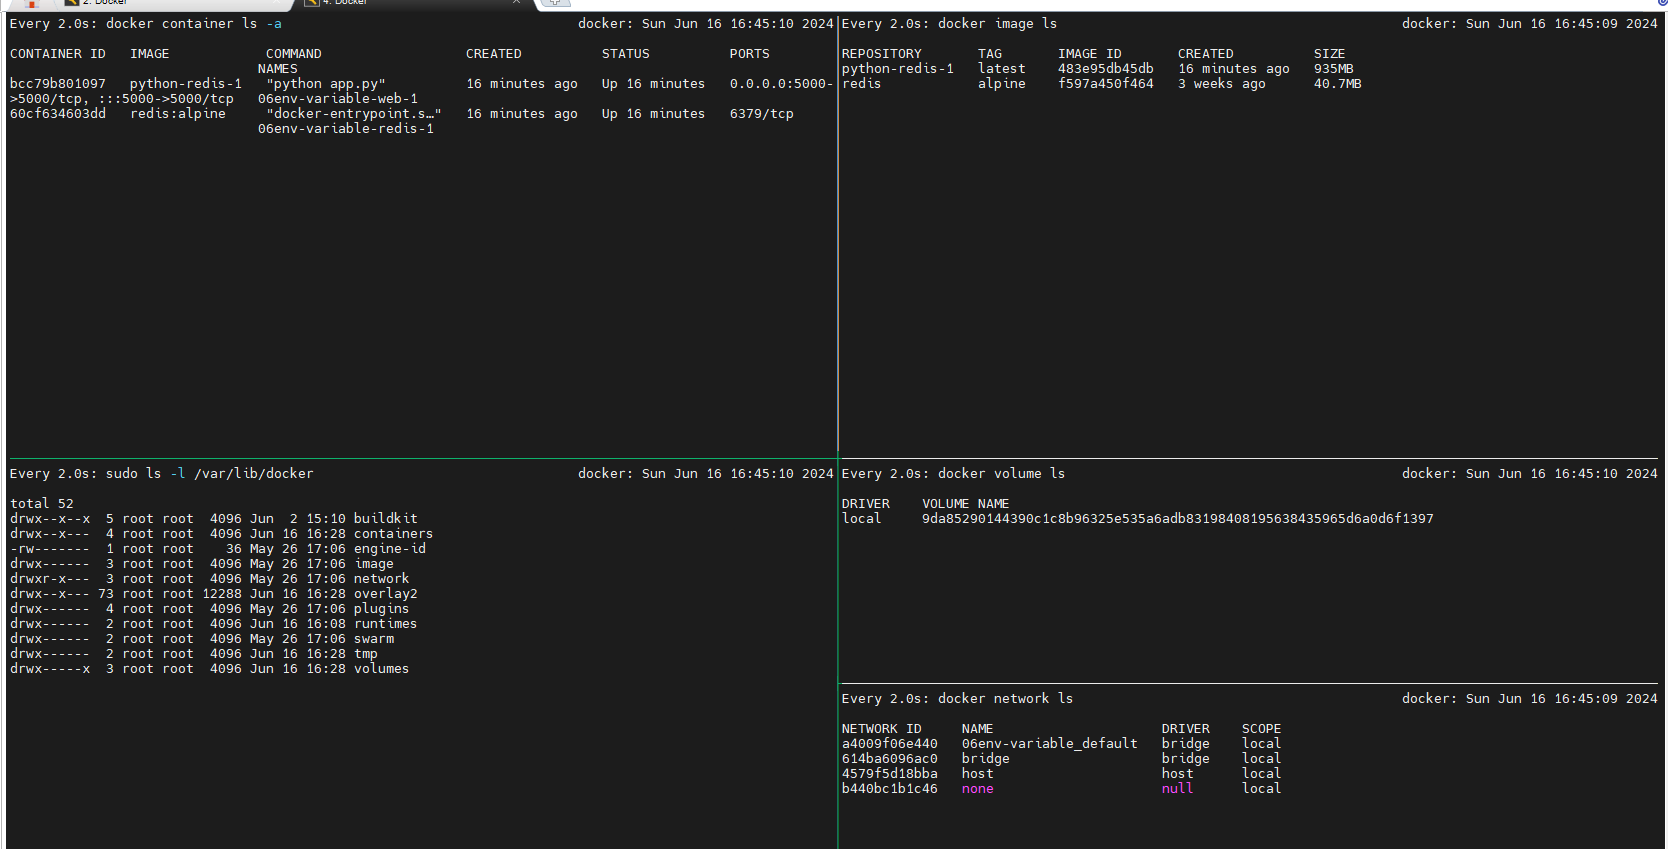 2. Docker
4. Docker
Every 2.0s: docker container ls -a docker: Sun Jun 16 16:45:10 2024
CONTAINER ID IMAGE COMMAND CREATED STATUS PORTS
NAMES
bcc79b801097 python-redis-1 "python app.py" 16 minutes ago Up 16 minutes 0.0.0.0:5000-
>5000/tcp, :::5000->5000/tcp 06env-variable-web-1
60cf634603dd redis:alpine "docker-entrypoint.s…" 16 minutes ago Up 16 minutes 6379/tcp
06env-variable-redis-1
Every 2.0s: docker image ls docker: Sun Jun 16 16:45:09 2024
REPOSITORY TAG IMAGE ID CREATED SIZE
python-redis-1 latest 483e95db45db 16 minutes ago 935MB
redis alpine f597a450f464 3 weeks ago 40.7MB
Every 2.0s: sudo ls -l /var/lib/docker docker: Sun Jun 16 16:45:10 2024
total 52
drwx--x--x 5 root root 4096 Jun 2 15:10 buildkit
drwx--x--- 4 root root 4096 Jun 16 16:28 containers
-rw------- 1 root root 36 May 26 17:06 engine-id
drwx------ 3 root root 4096 May 26 17:06 image
drwxr-x--- 3 root root 4096 May 26 17:06 network
drwx--x--- 73 root root 12288 Jun 16 16:28 overlay2
drwx------ 4 root root 4096 May 26 17:06 plugins
drwx------ 2 root root 4096 Jun 16 16:08 runtimes
drwx------ 2 root root 4096 May 26 17:06 swarm
drwx------ 2 root root 4096 Jun 16 16:28 tmp
drwx-----x 3 root root 4096 Jun 16 16:28 volumes
Every 2.0s: docker volume ls docker: Sun Jun 16 16:45:10 2024
DRIVER VOLUME NAME
local 9da85290144390c1c8b96325e535a6adb83198408195638435965d6a0d6f1397
Every 2.0s: docker network ls docker: Sun Jun 16 16:45:09 2024
NETWORK ID NAME DRIVER SCOPE
a4009f06e440 06env-variable_default bridge local
614ba6096ac0 bridge bridge local
4579f5d18bba host host local
b440bc1b1c46 none null local